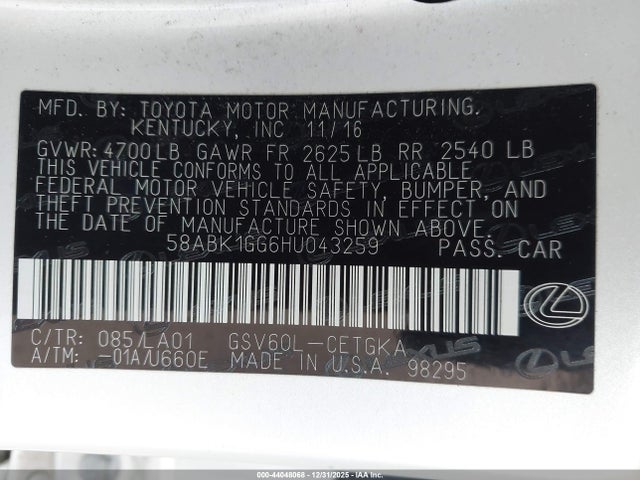 MFD. BY: TOYOTA MOTOR MANUFACTURING.
KENTUCKY, INC 11/16
GVWR: 4700LB GAWR FR 2625LB RR 2540 LB
THIS VEHICLE CONFORMS TO ALL APPLICABLE
FEDERAL MOTOR VEHICLE SAFETY, BUMPER, AND
THEFT PREVENTION STANDARDS IN EFFECT ON
THE DATE OF MANUFACTURE SHOWN ABOVE.
58ABK1GG6HU043259 PASS. CAR
C/TR: 085/LA01 GSV60L-CETGKA
A/TM: -01A/U660E MADE IN U.S.A. 98295
LEXUS
000-44048068 - 12/31/2025 - IAA Inc.